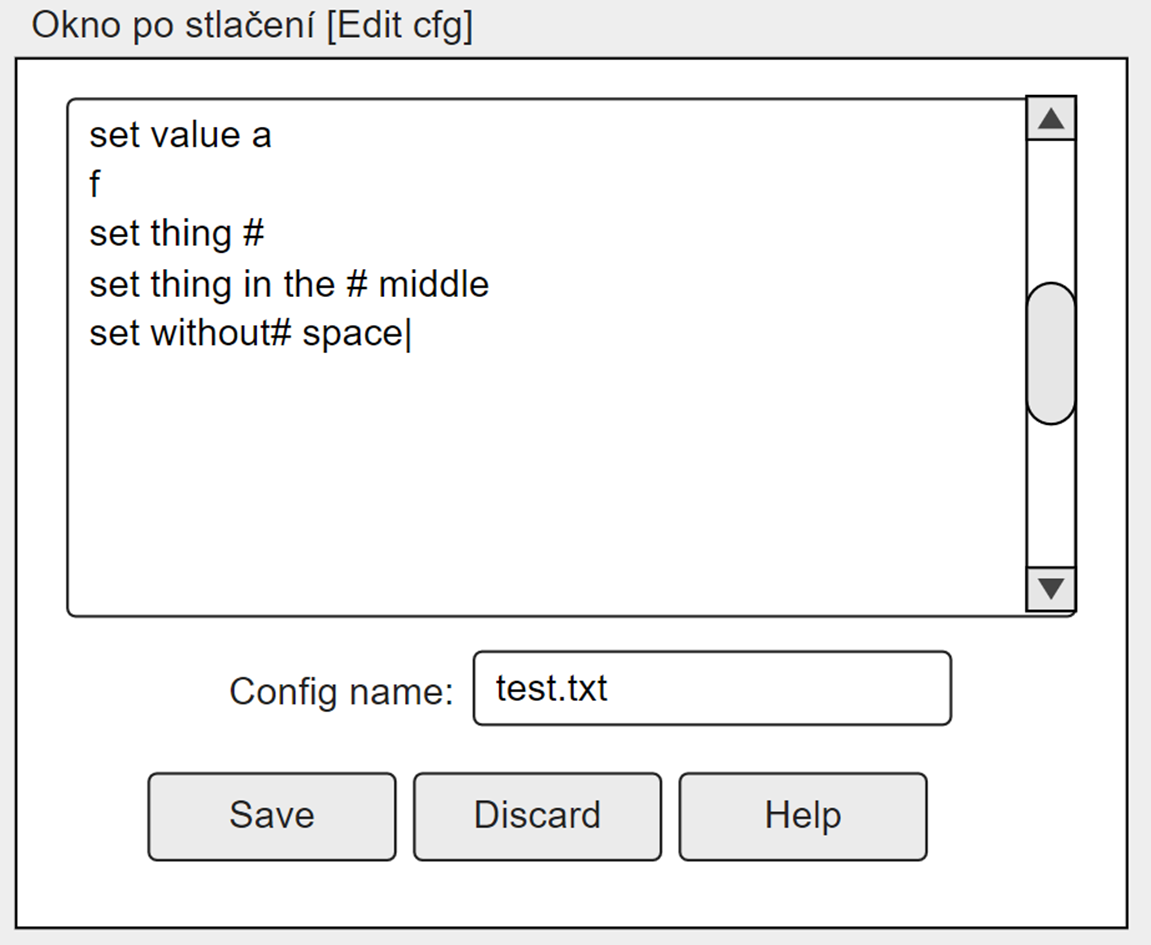 Okno po stlačení [Edit cfg]
set value a
f
set thing #
set thing in the # middle
set without# space|
Config name: test.txt
Save Discard Help